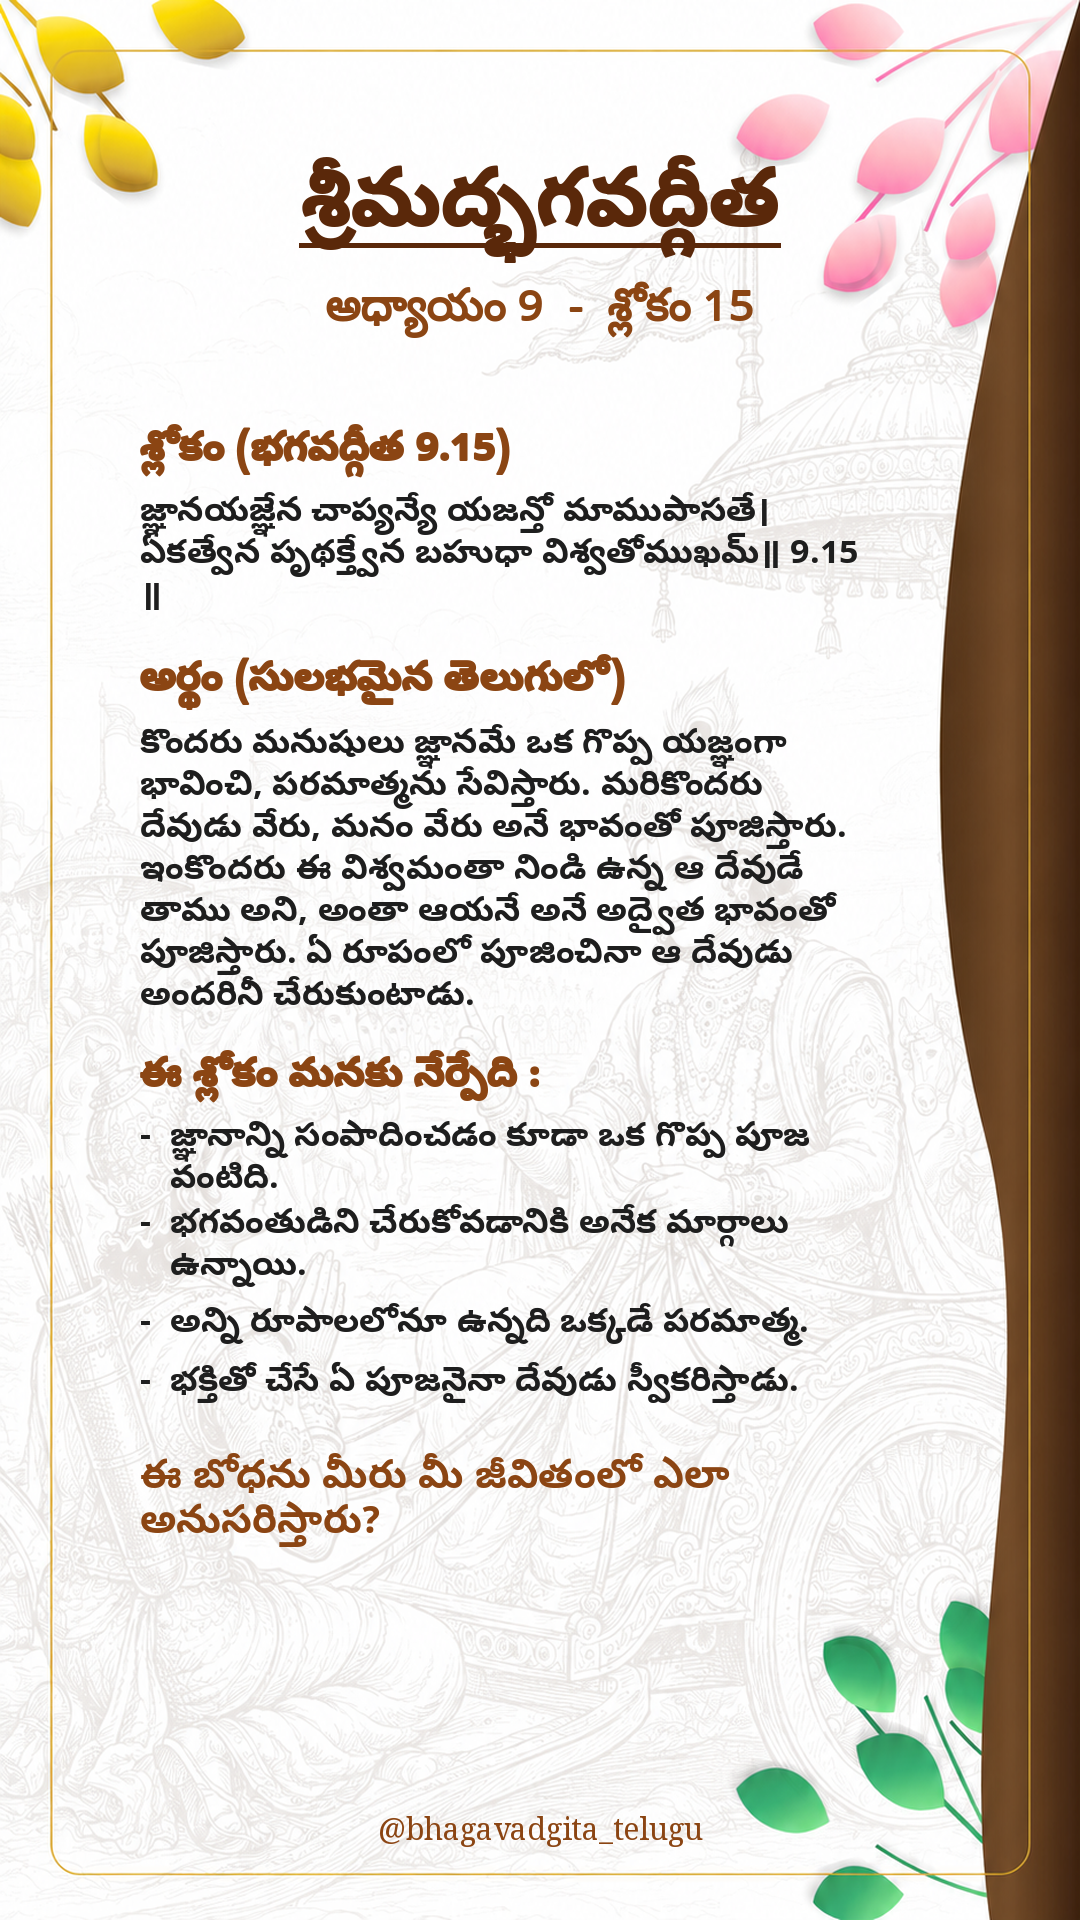 శ్రీమద్భగవద్గీత
అధ్యాయం 9 - శ్లోకం 15
శ్లోకం (భగవద్గీత 9.15)
జ్ఞానయజ్ఞేన చాప్యన్యే యజన్తో మాముపాసతే|
ఏకత్వేన పృథక్త్వేన బహుధా విశ్వతోముఖమ్‌|| 9.15
||
అర్థం (సులభమైన తెలుగులో)
కొందరు మనుషులు జ్ఞానమే ఒక గొప్ప యజ్ఞంగా
భావించి, పరమాత్మను సేవిస్తారు. మరికొందరు
దేవుడు వేరు, మనం వేరు అనే భావంతో పూజిస్తారు.
ఇంకొందరు ఈ విశ్వమంతా నిండి ఉన్న ఆ దేవుడే
తాము అని, అంతా ఆయనే అనే అద్వైత భావంతో
పూజిస్తారు. ఏ రూపంలో పూజించినా ఆ దేవుడు
అందరినీ చేరుకుంటాడు.
ఈ శ్లోకం మనకు నేర్పేది :
- జ్ఞానాన్ని సంపాదించడం కూడా ఒక గొప్ప పూజ
వంటిది.
- భగవంతుడిని చేరుకోవడానికి అనేక మార్గాలు
ఉన్నాయి.
- అన్ని రూపాలలోనూ ఉన్నది ఒక్కడే పరమాత్మ.
- భక్తితో చేసే ఏ పూజనైనా దేవుడు స్వీకరిస్తాడు.
ఈ బోధను మీరు మీ జీవితంలో ఎలా
అనుసరిస్తారు?
@bhagavadgita_telugu